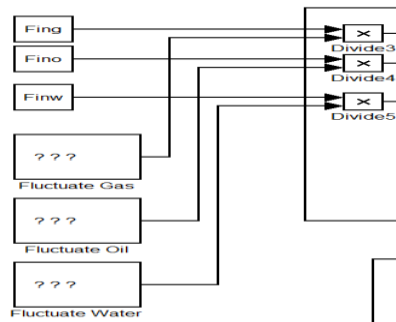 Fing
×
Divide3
Fino
×
Divide4
Finw
×
Divide5
? ? ?
Fluctuate Gas
? ? ?
Fluctuate Oil
? ? ?
Fluctuate Water